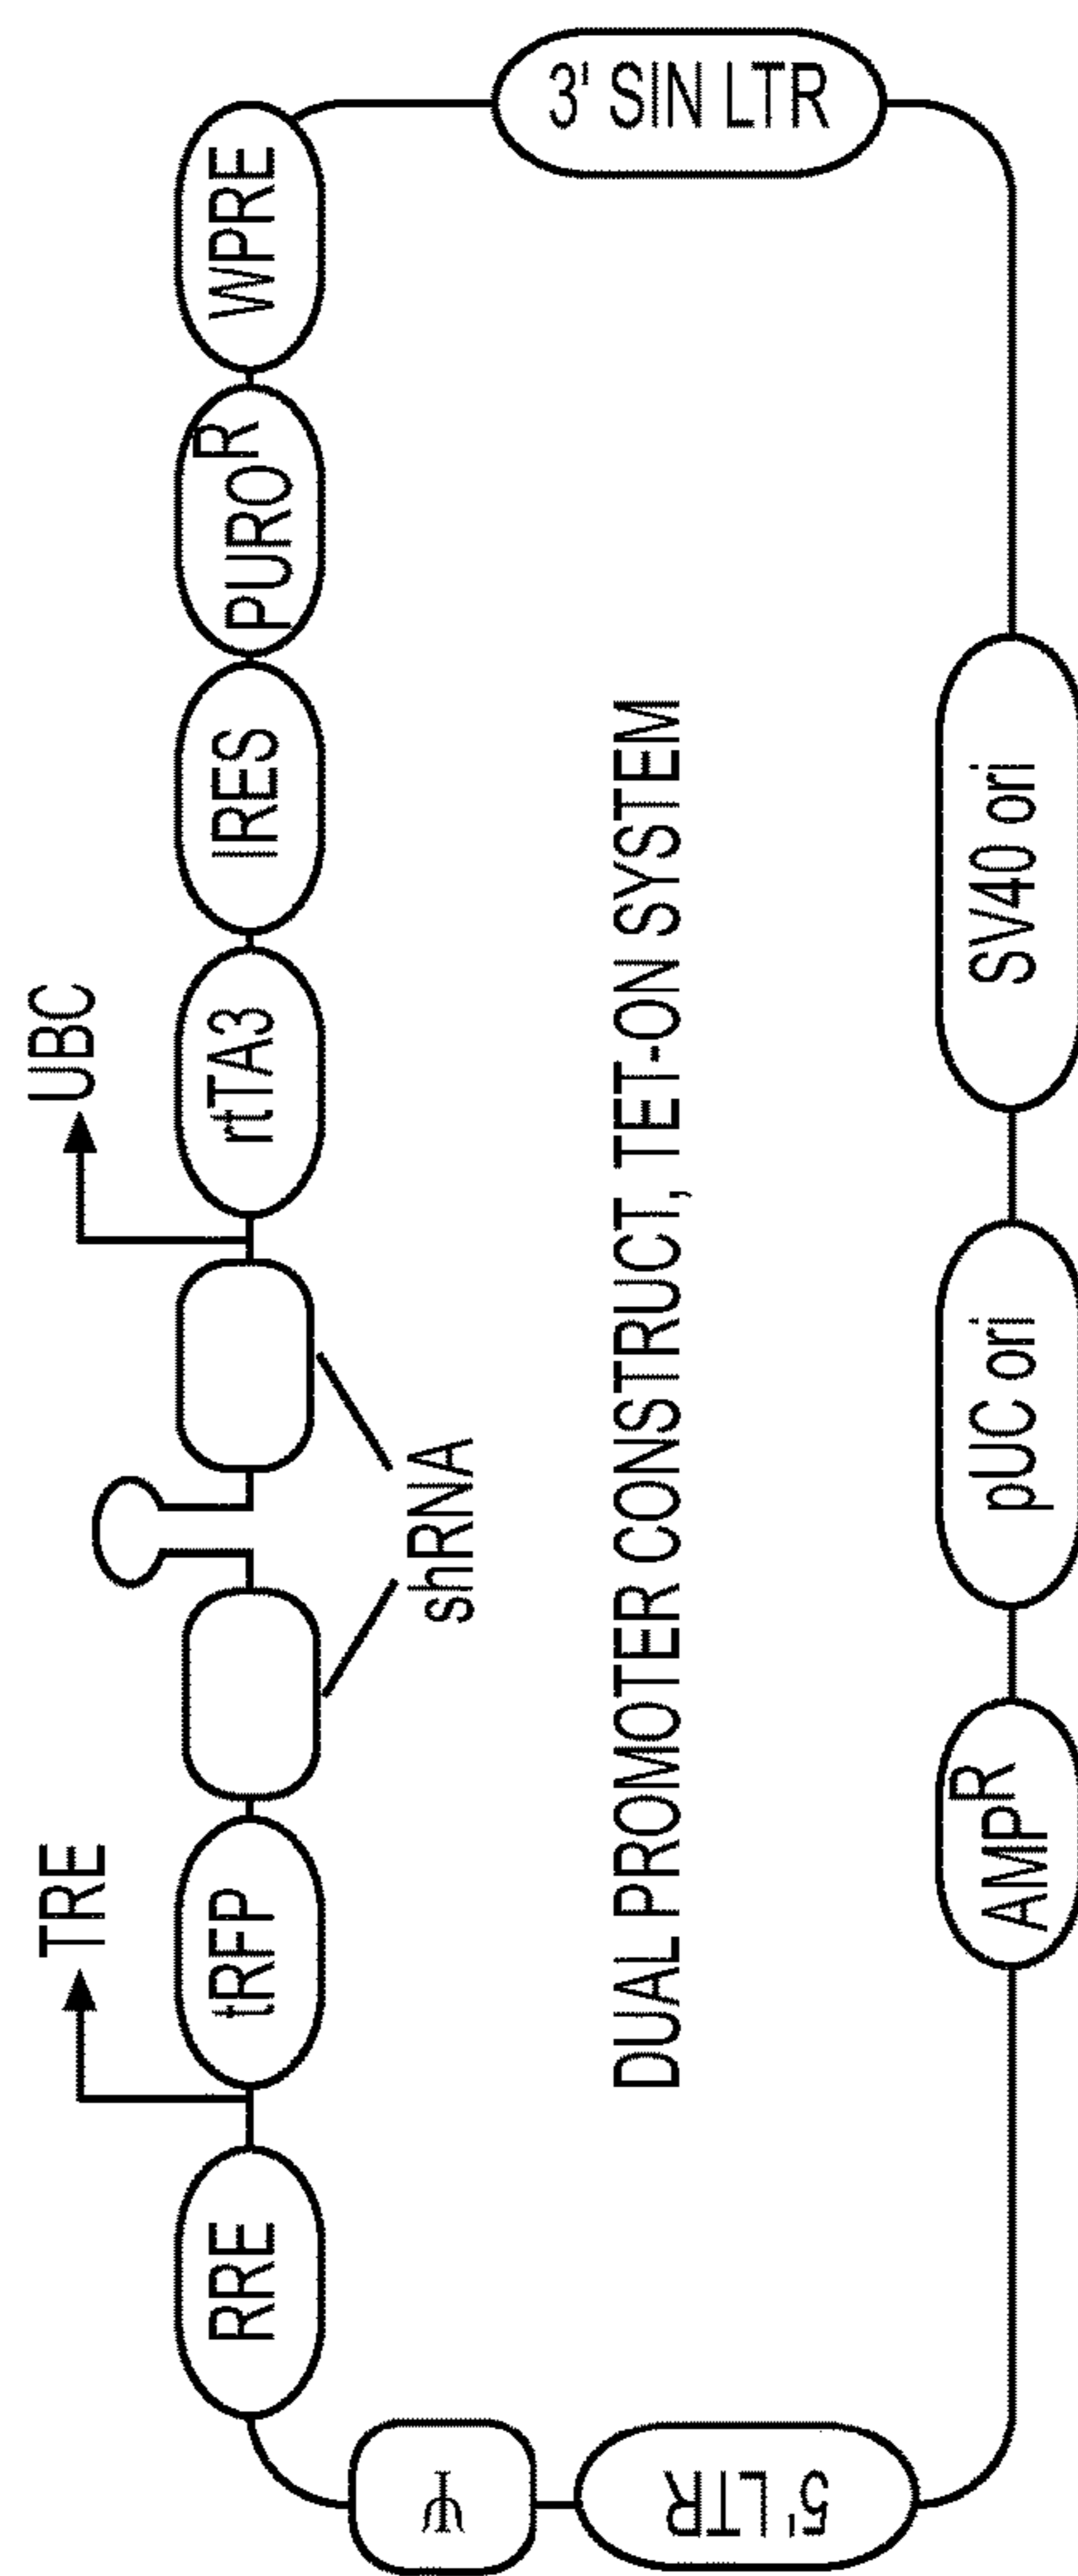 TRE
UBC
RRE
tRFP
rtTA3
IRES
PURO^R
WPRE
shRNA
Ψ
3' SIN LTR
DUAL PROMOTER CONSTRUCT, TET-ON SYSTEM
5' LTR
AMP^R
pUC ori
SV40 ori